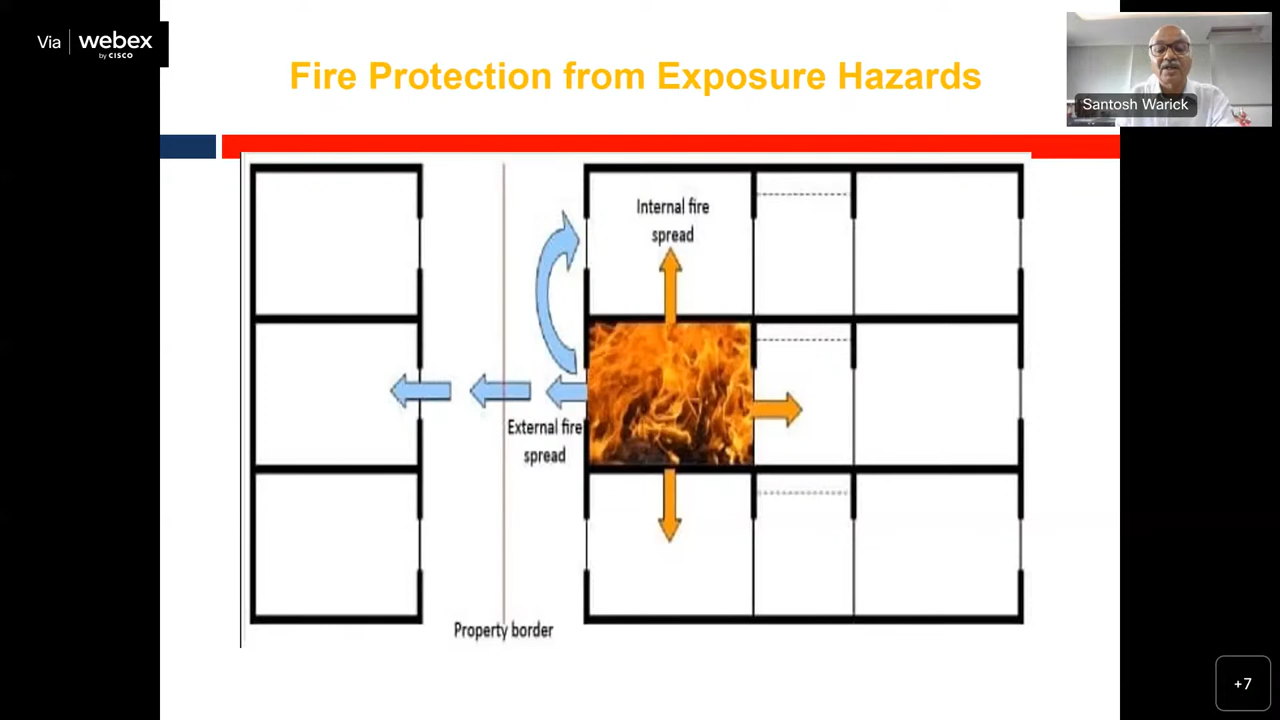 Via webex
by CISCO
Fire Protection from Exposure Hazards
Santosh Warick
Internal fire
spread
External fire
spread
Property border
+7